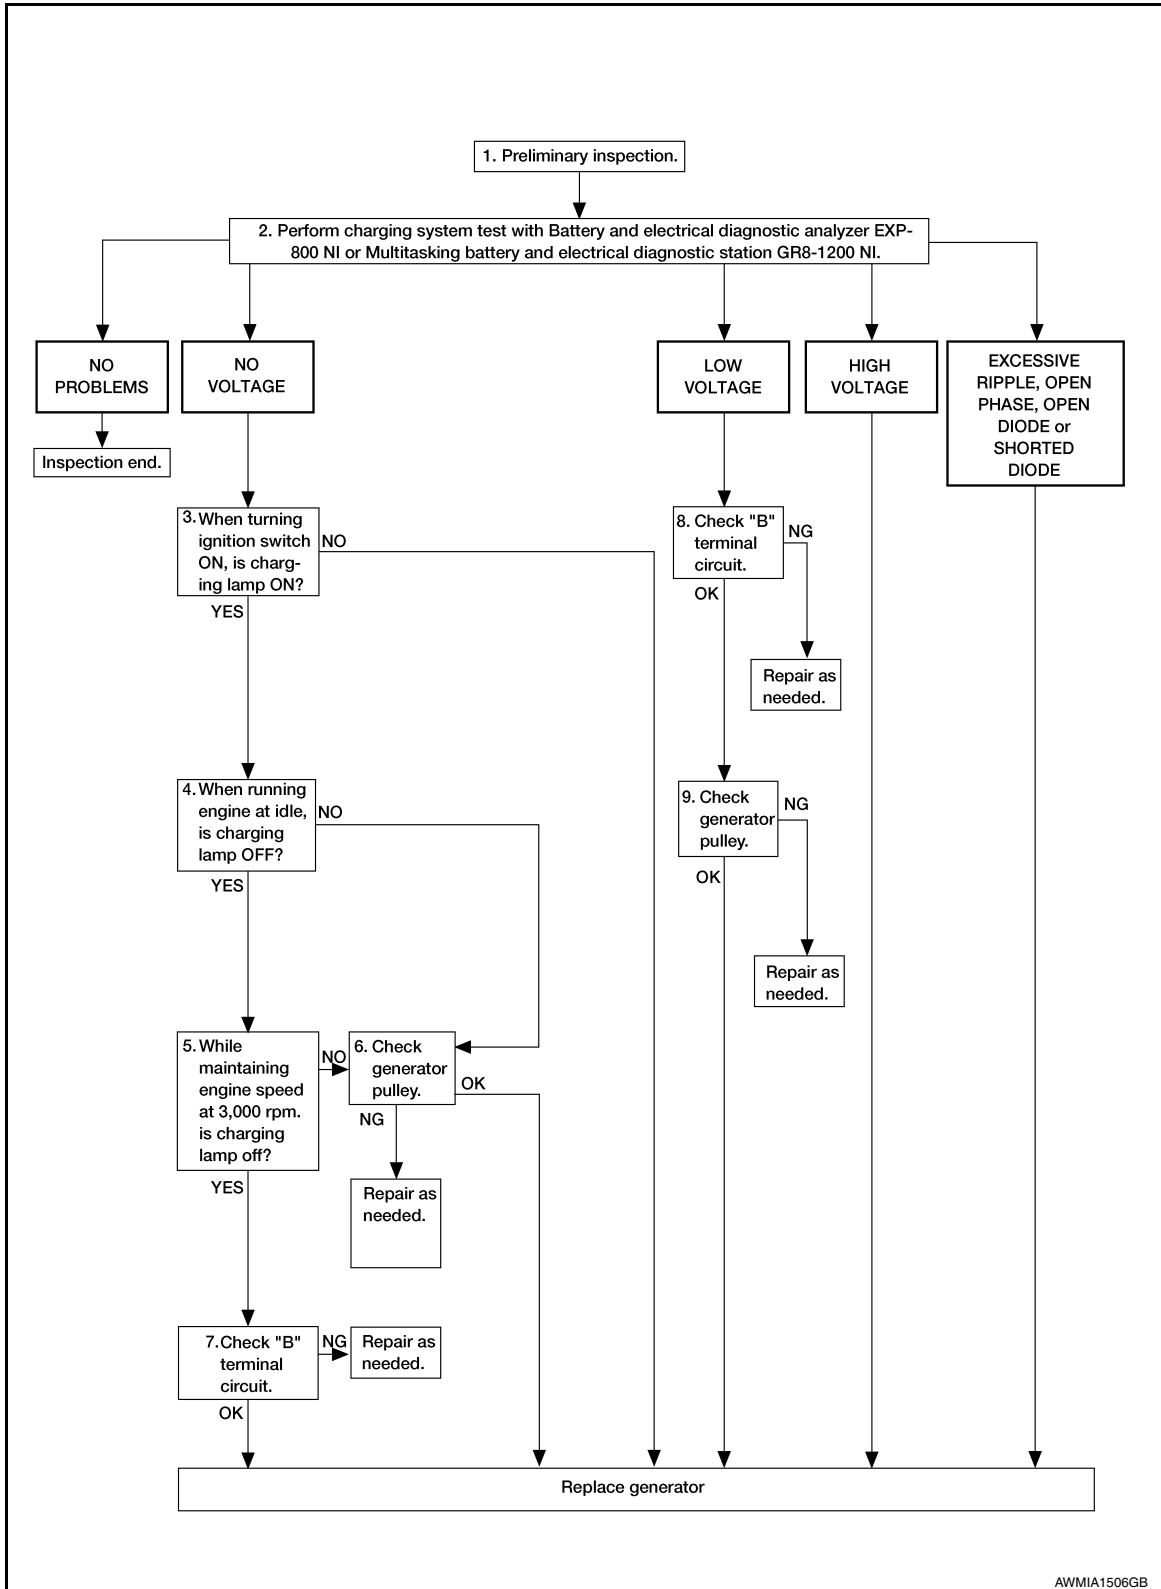 1. Preliminary inspection.
2. Perform charging system test with Battery and electrical diagnostic analyzer EXP-
800 NI or Multitasking battery and electrical diagnostic station GR8-1200 NI.
NO
PROBLEMS
NO
VOLTAGE
LOW
VOLTAGE
HIGH
VOLTAGE
EXCESSIVE
RIPPLE, OPEN
PHASE, OPEN
DIODE or
SHORTED
DIODE
Inspection end.
3. When turning
ignition switch
ON, is charg-
ing lamp ON?
NO
YES
8. Check "B"
terminal
circuit.
NG
OK
Repair as
needed.
4. When running
engine at idle,
is charging
lamp OFF?
NO
YES
9. Check
generator
pulley.
NG
OK
Repair as
needed.
5. While
maintaining
engine speed
at 3,000 rpm.
is charging
lamp off?
NO
YES
6. Check
generator
pulley.
OK
NG
Repair as
needed.
7. Check "B"
terminal
circuit.
NG
OK
Repair as
needed.
Replace generator
AWMIA1506GB